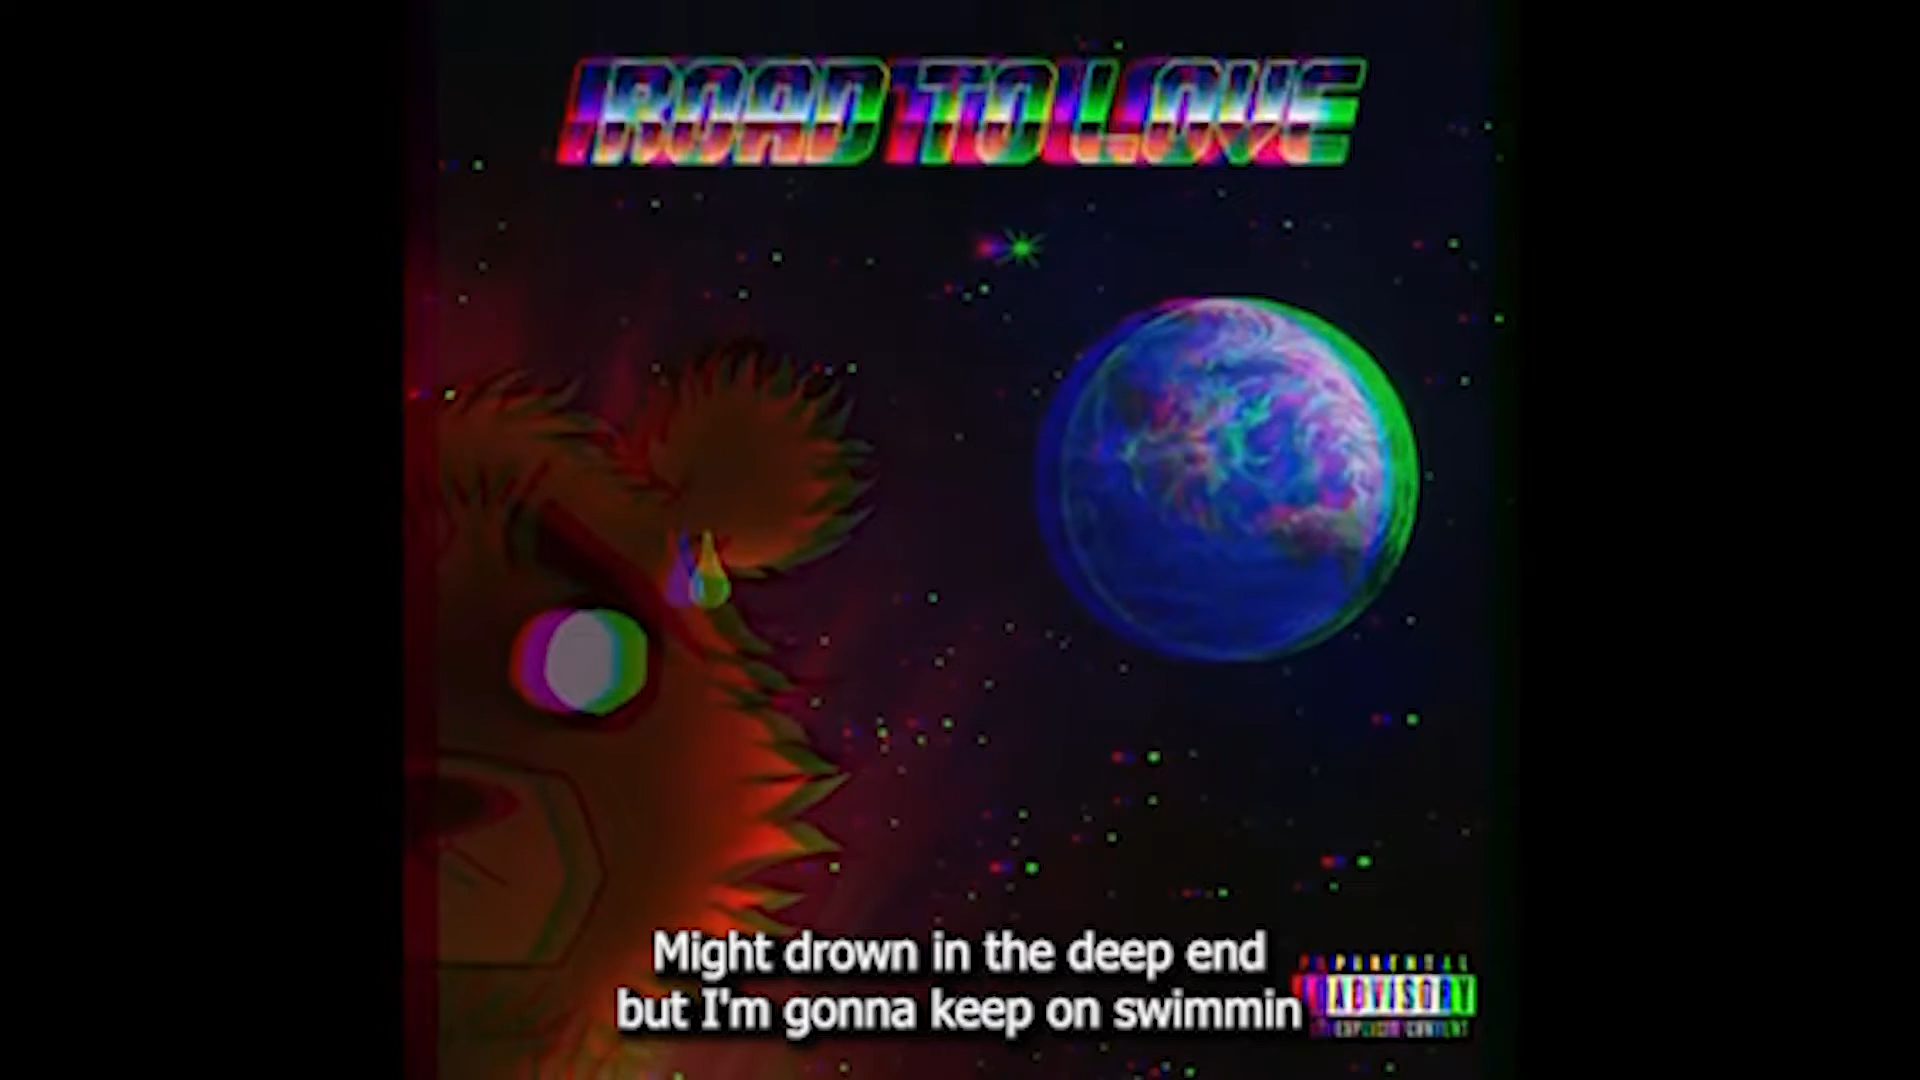 ROAD TO LOVE
Might drown in the deep end
but I'm gonna keep on swimmin
PARENTAL
ADVISORY
EXPLICIT CONTENT